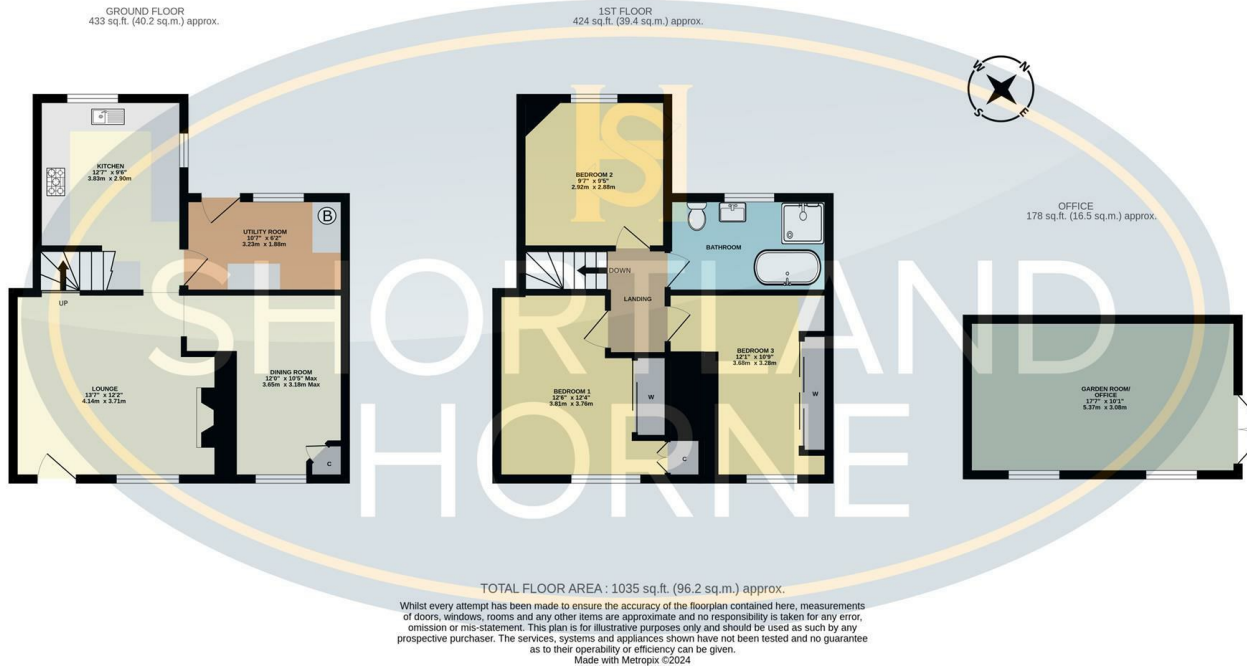 GROUND FLOOR
433 sq.ft. (40.2 sq.m.) approx.
1ST FLOOR
424 sq.ft. (39.4 sq.m.) approx.
OFFICE
178 sq.ft. (16.5 sq.m.) approx.
N
E
S
W
KITCHEN
12'7" x 9'6"
3.83m x 2.90m
UTILITY ROOM
10'7" x 6'2"
3.23m x 1.88m
B
UP
LOUNGE
13'7" x 12'2"
4.14m x 3.71m
DINING ROOM
12'0" x 10'5" Max
3.65m x 3.18m Max
C
BEDROOM 2
9'7" x 9'5"
2.92m x 2.88m
BATHROOM
DOWN
LANDING
BEDROOM 1
12'6" x 12'4"
3.81m x 3.76m
W
C
BEDROOM 3
12'1" x 10'9"
3.68m x 3.28m
W
GARDEN ROOM/
OFFICE
17'7" x 10'1"
5.37m x 3.08m
SH
SHORTLAND
HORNE
TOTAL FLOOR AREA : 1035 sq.ft. (96.2 sq.m.) approx.
Whilst every attempt has been made to ensure the accuracy of the floorplan contained here, measurements
of doors, windows, rooms and any other items are approximate and no responsibility is taken for any error,
omission or mis-statement. This plan is for illustrative purposes only and should be used as such by any
prospective purchaser. The services, systems and appliances shown have not been tested and no guarantee
as to their operability or efficiency can be given.
Made with Metropix ©2024